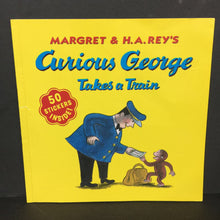 MARGRET & H.A.REY'S
Curious George
Takes a Train
50
STICKERS
INSIDE!